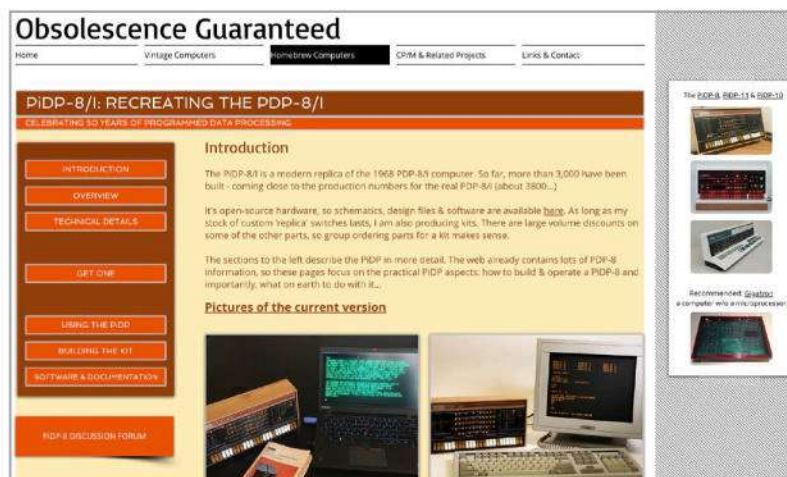 Obsolescence Guaranteed
Home
Vintage Computers
Homebrew Computers
CP/M & Related Projects
Links & Contact
PiDP-8/I: RECREATING THE PDP-8/I
CELEBRATING 50 YEARS OF PROGRAMMED DATA PROCESSING
INTRODUCTION
OVERVIEW
TECHNICAL DETAILS
GET ONE
USING THE PiDP
BUILDING THE KIT
SOFTWARE & DOCUMENTATION
PiDP-8 DISCUSSION FORUM
Introduction
The PiDP-8/I is a modern replica of the 1968 PDP-8/I computer. So far, more than 3,000 have been
built - coming close to the production numbers for the real PDP-8/I (about 3800...)
It's open-source hardware, so schematics, design files & software are available here. As long as my
stock of custom 'replica' switches lasts, I am also producing kits. There are large volume discounts on
some of the other parts, so group ordering parts for a kit makes sense.
The sections to the left describe the PiDP in more detail. The web already contains lots of PDP-8
information, so these pages focus on the practical PiDP aspects: how to build & operate a PiDP-8 and
importantly, what on earth to do with it...
Pictures of the current version
The PiDP-8, PiDP-11 & PiDP-10
Recommended: Gigatron
a computer w/o a microprocessor